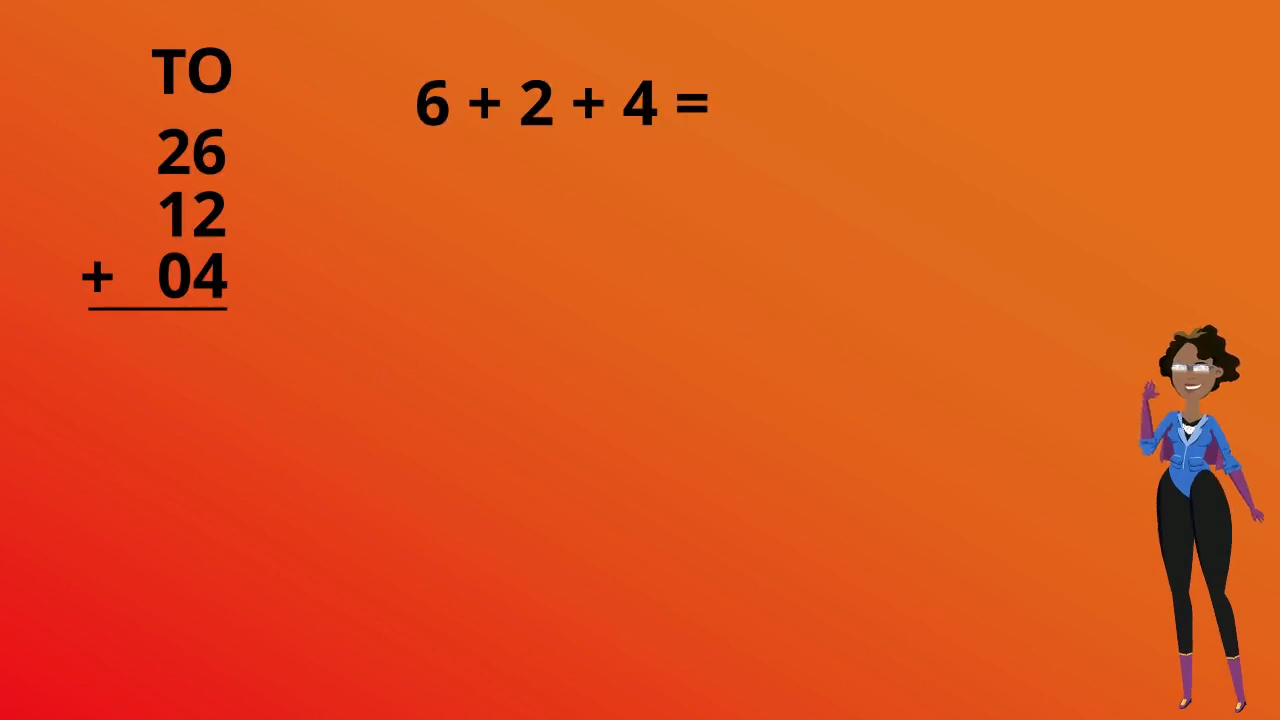 TO
26
12
+ 04
6 + 2 + 4 =